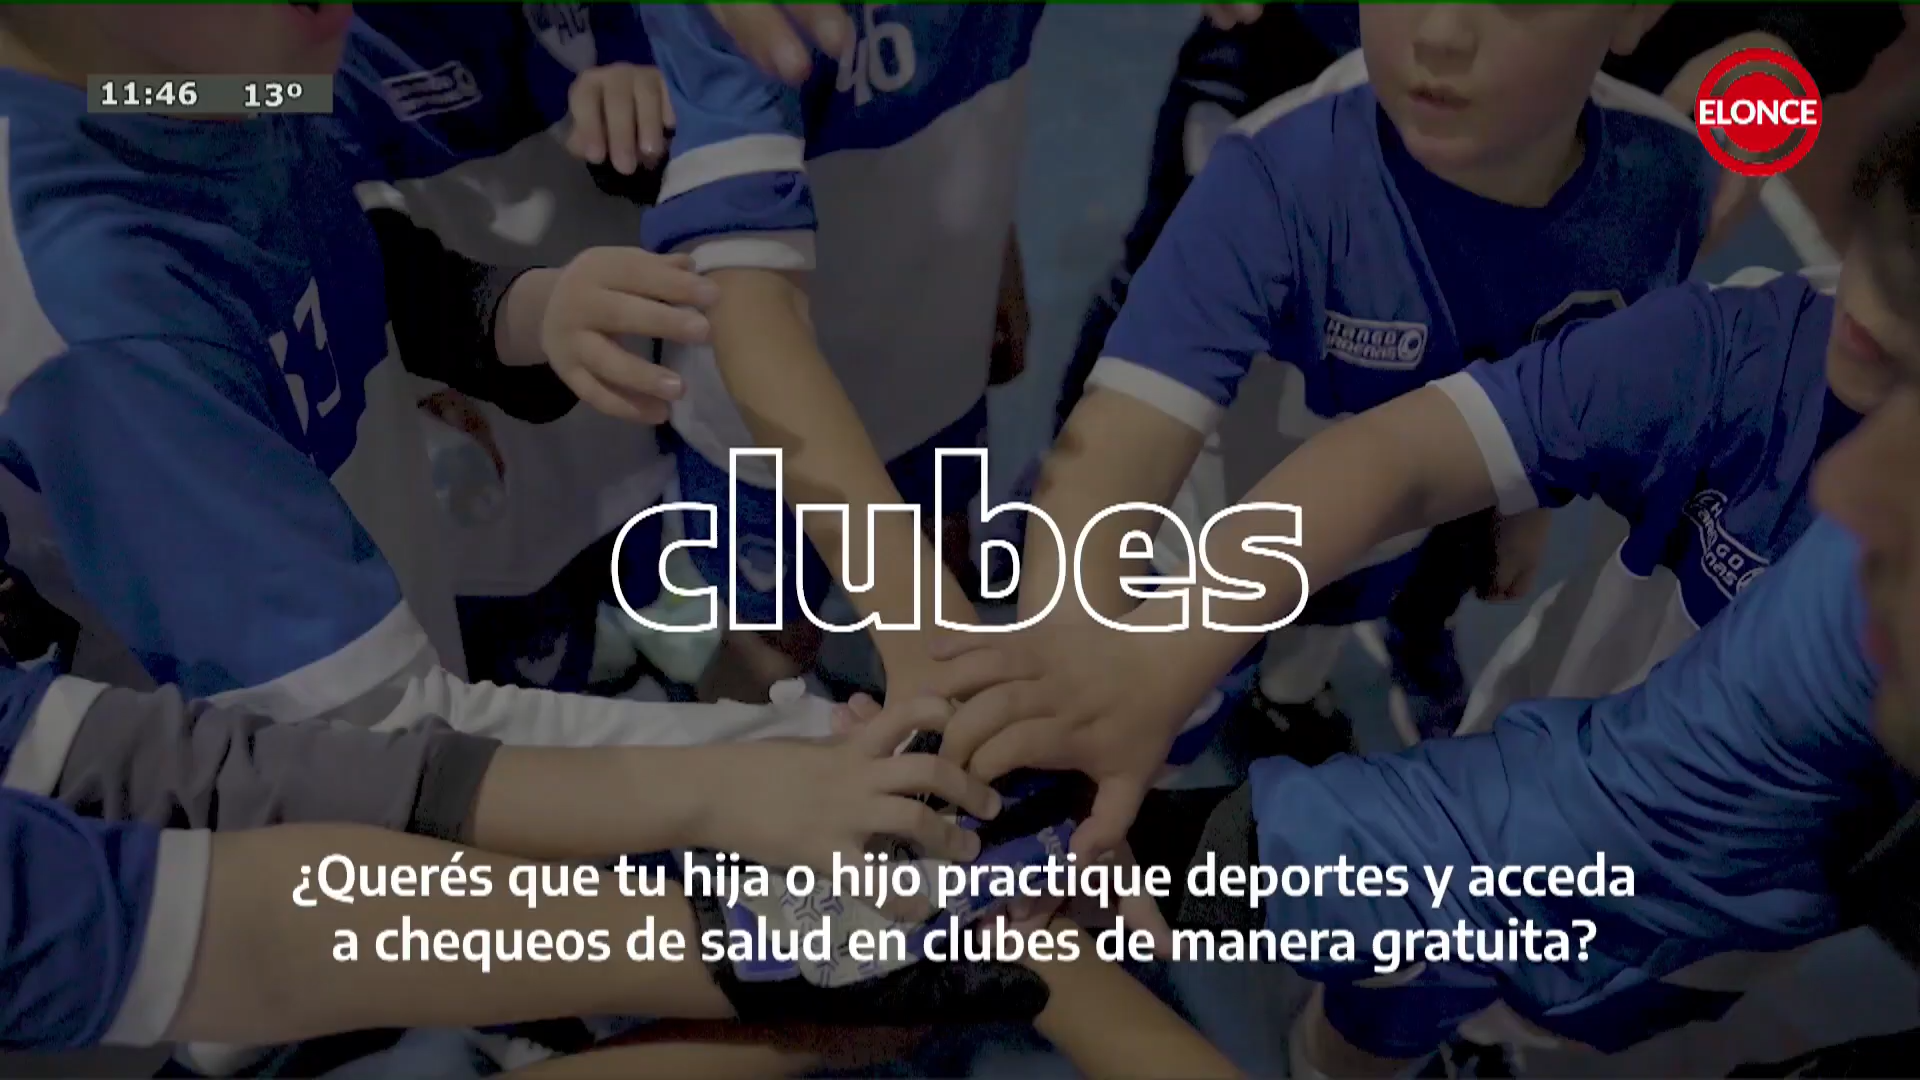 11:46 13º
ELONCE
46
clubes
¿Querés que tu hija o hijo practique deportes y acceda
a chequeos de salud en clubes de manera gratuita?